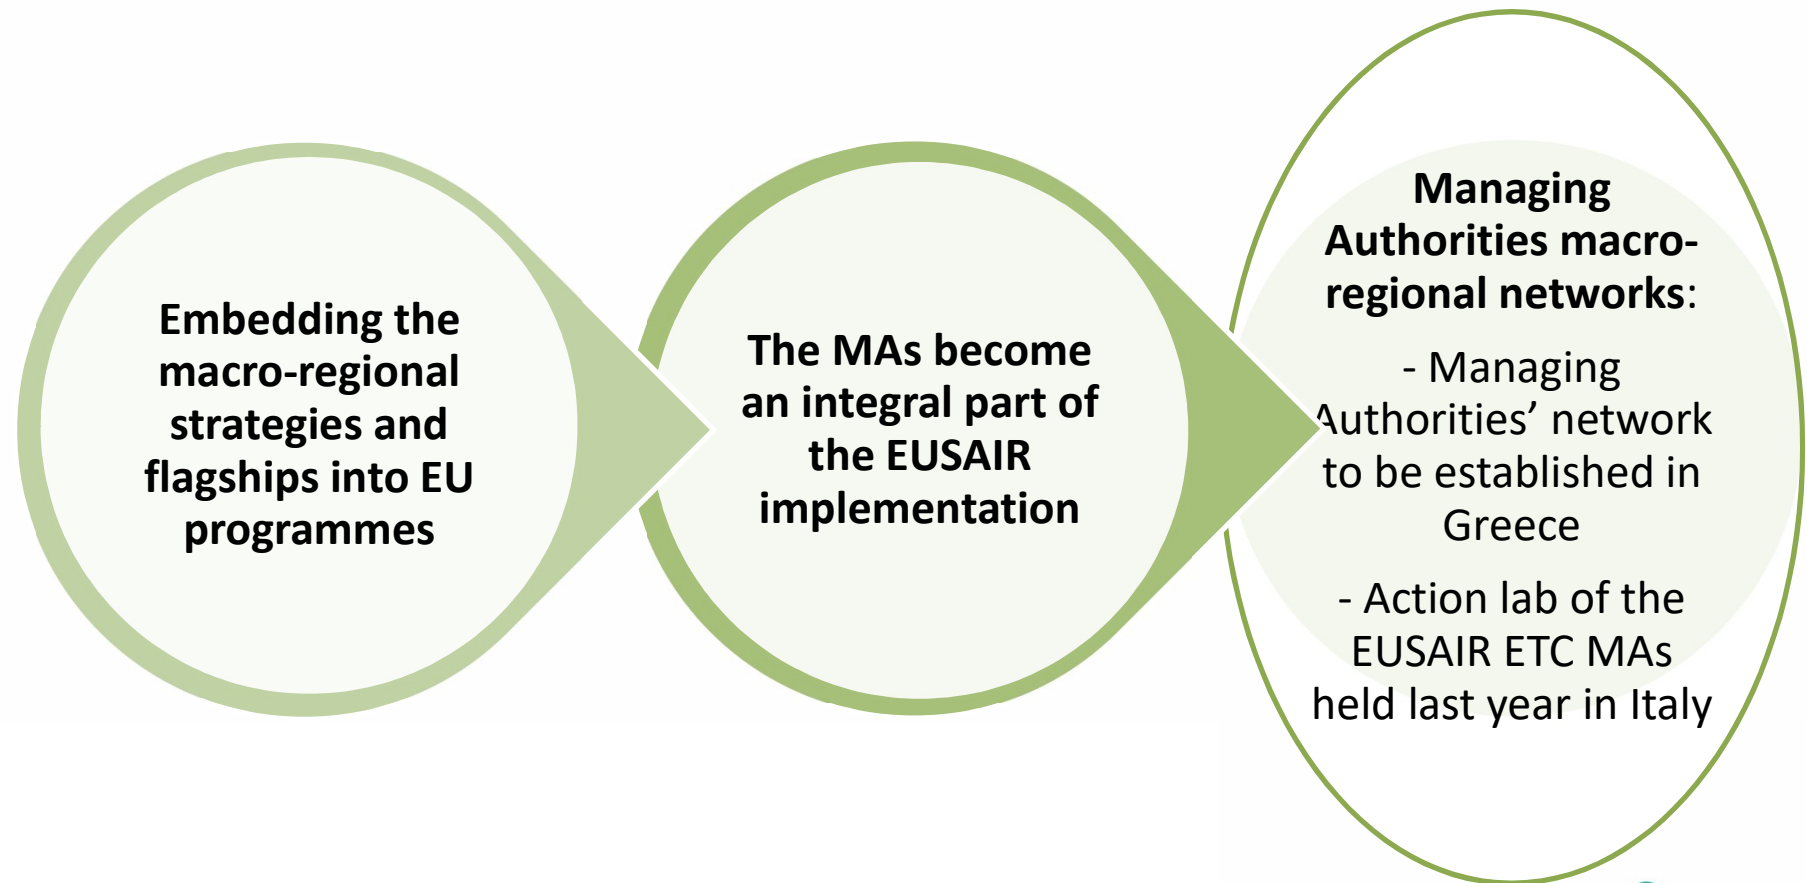 Embedding the
macro-regional
strategies and
flagships into EU
programmes
The MAs become
an integral part of
the EUSAIR
implementation
Managing
Authorities macro-
regional networks:
- Managing
Authorities’ network
to be established in
Greece
- Action lab of the
EUSAIR ETC MAs
held last year in Italy